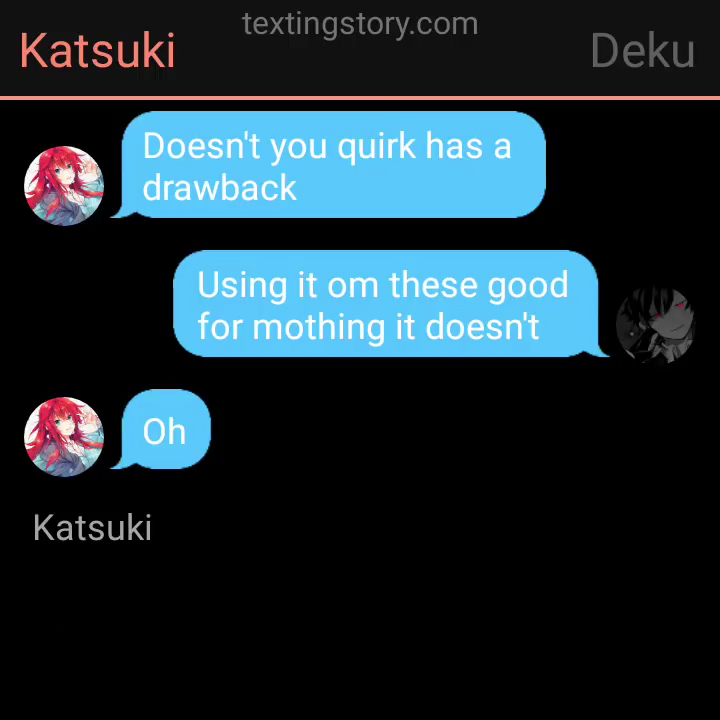 textingstory.com
Katsuki
Deku
Doesn't you quirk has a
drawback
Using it om these good
for mothing it doesn't
Oh
Katsuki